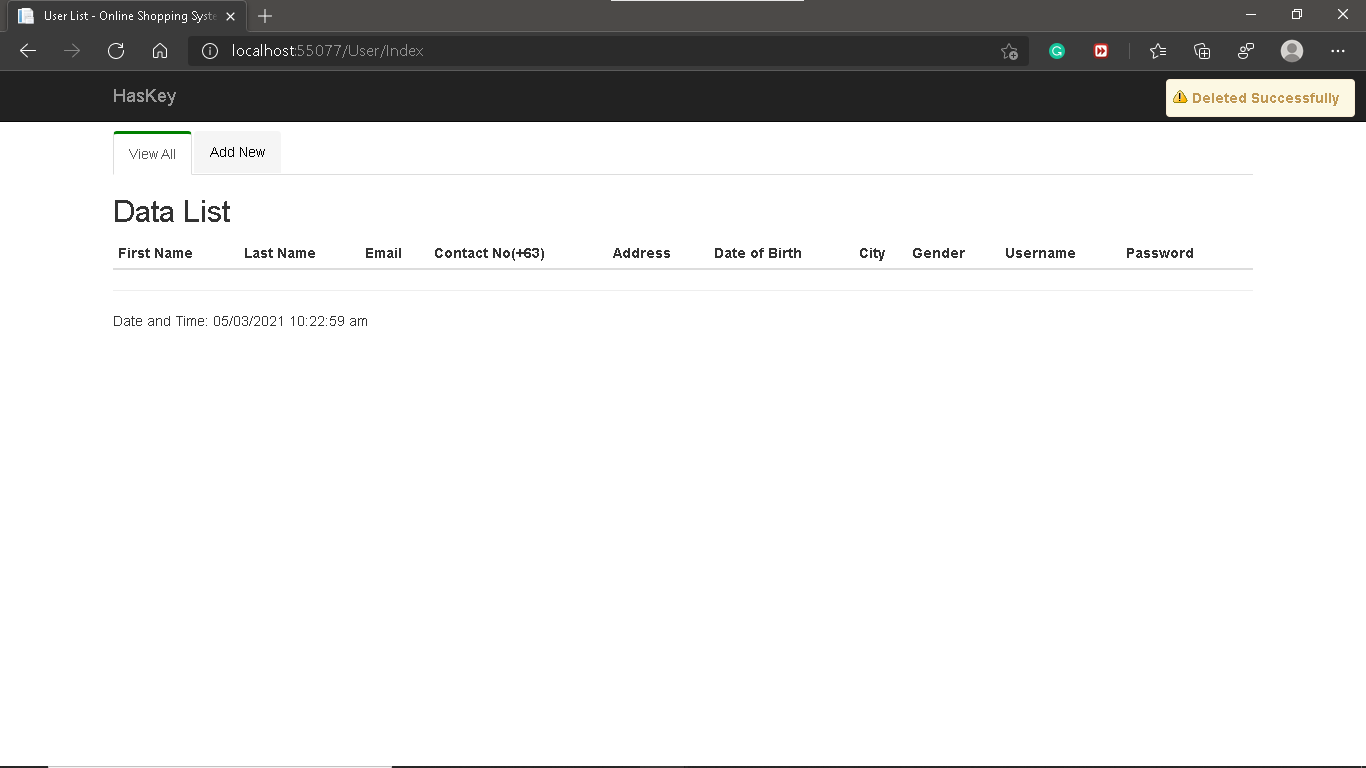 User List - Online Shopping Syste
localhost:55077/User/Index
HasKey
Deleted Successfully
View All
Add New
Data List
First Name Last Name Email Contact No(+63) Address Date of Birth City Gender Username Password
Date and Time: 05/03/2021 10:22:59 am